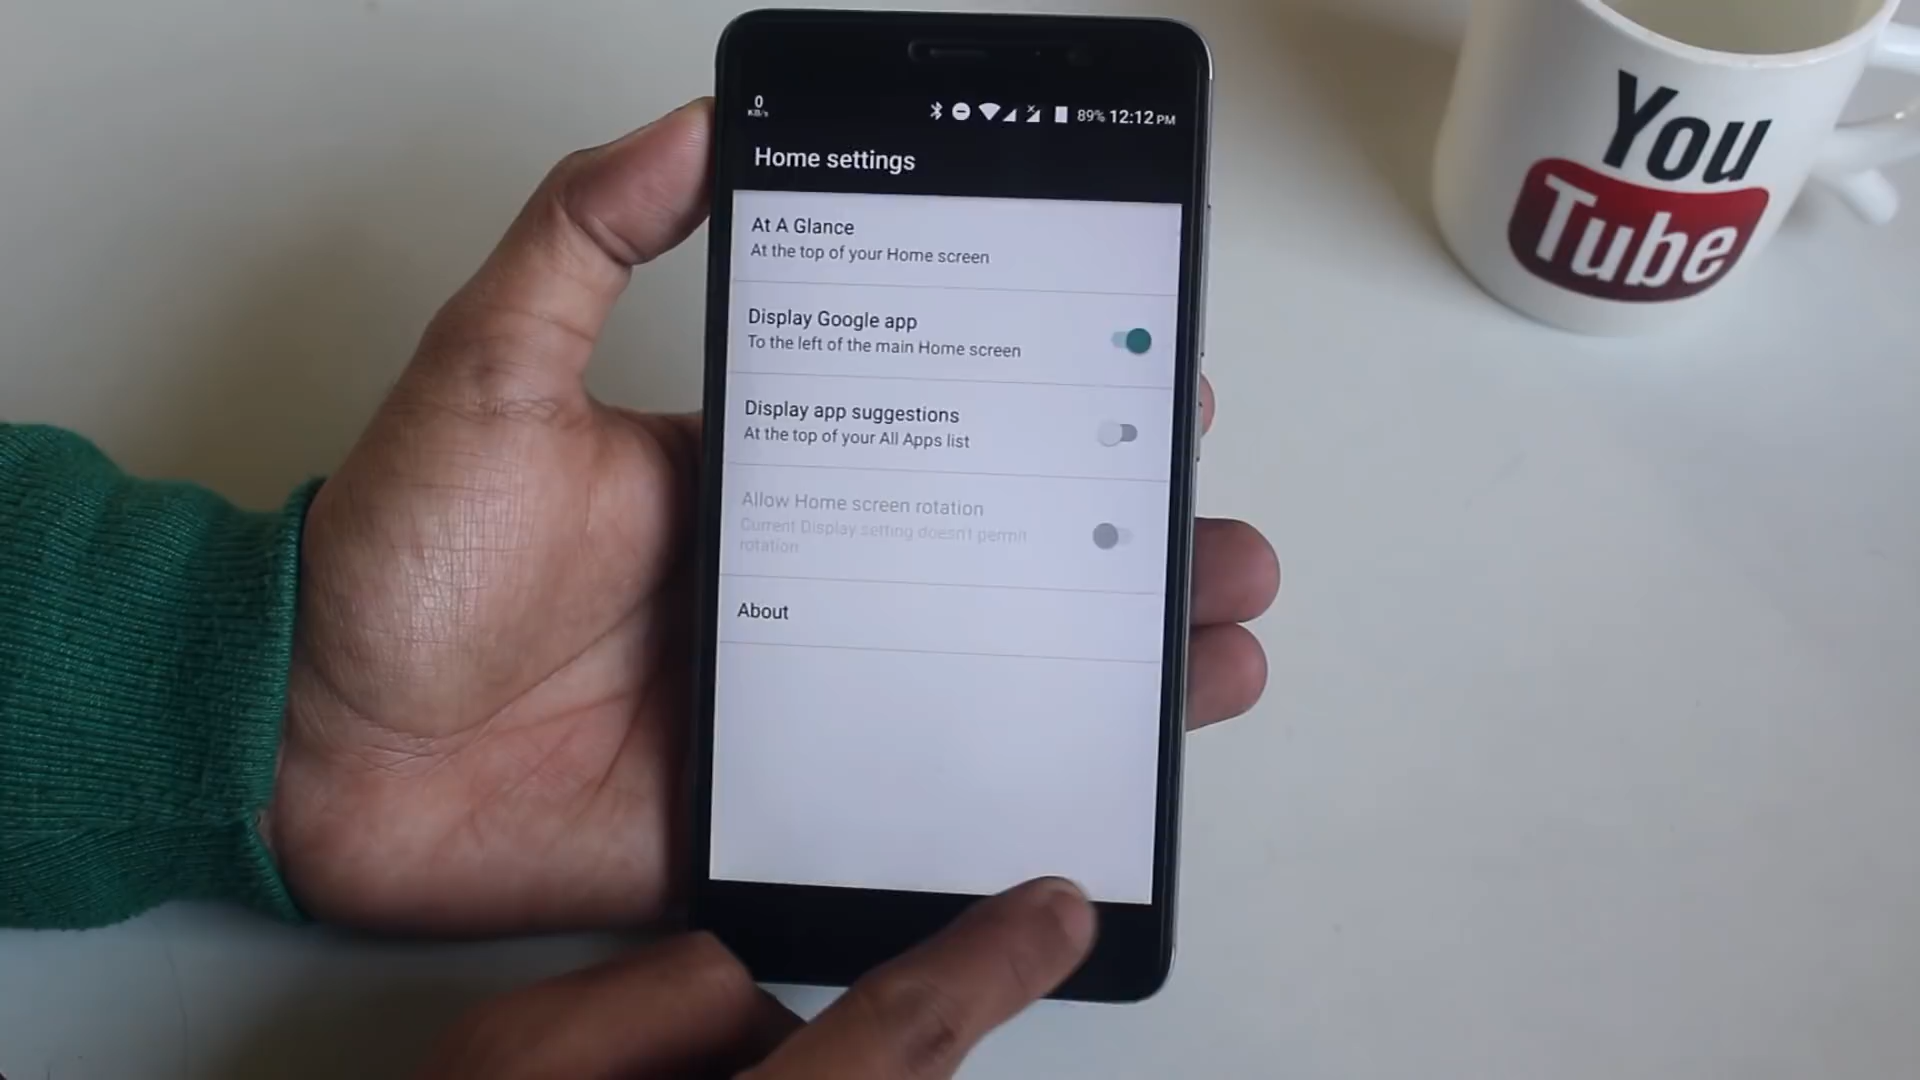 0
KB/s
89% 12:12 PM
Home settings
At A Glance
At the top of your Home screen
Display Google app
To the left of the main Home screen
Display app suggestions
At the top of your All Apps list
Allow Home screen rotation
Current Display setting doesn't permit
rotation
About
You
Tube